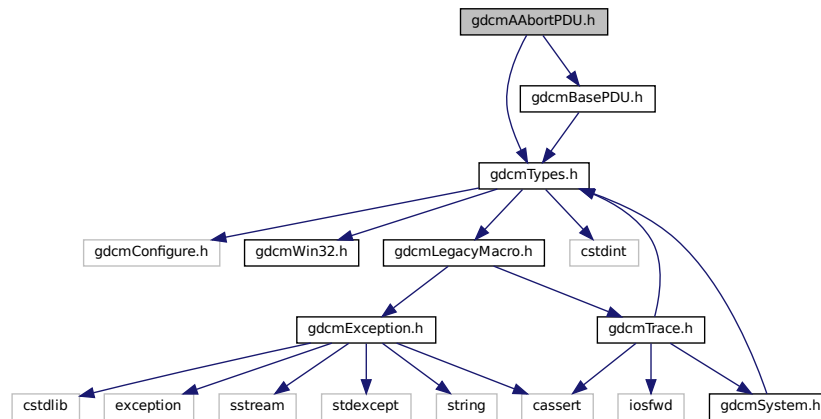 gdcmAAbortPDU.h
gdcmBasePDU.h
gdcmTypes.h
gdcmConfigure.h
gdcmWin32.h
gdcmLegacyMacro.h
cstdint
gdcmException.h
gdcmTrace.h
cstdlib
exception
sstream
stdexcept
string
cassert
iosfwd
gdcmSystem.h